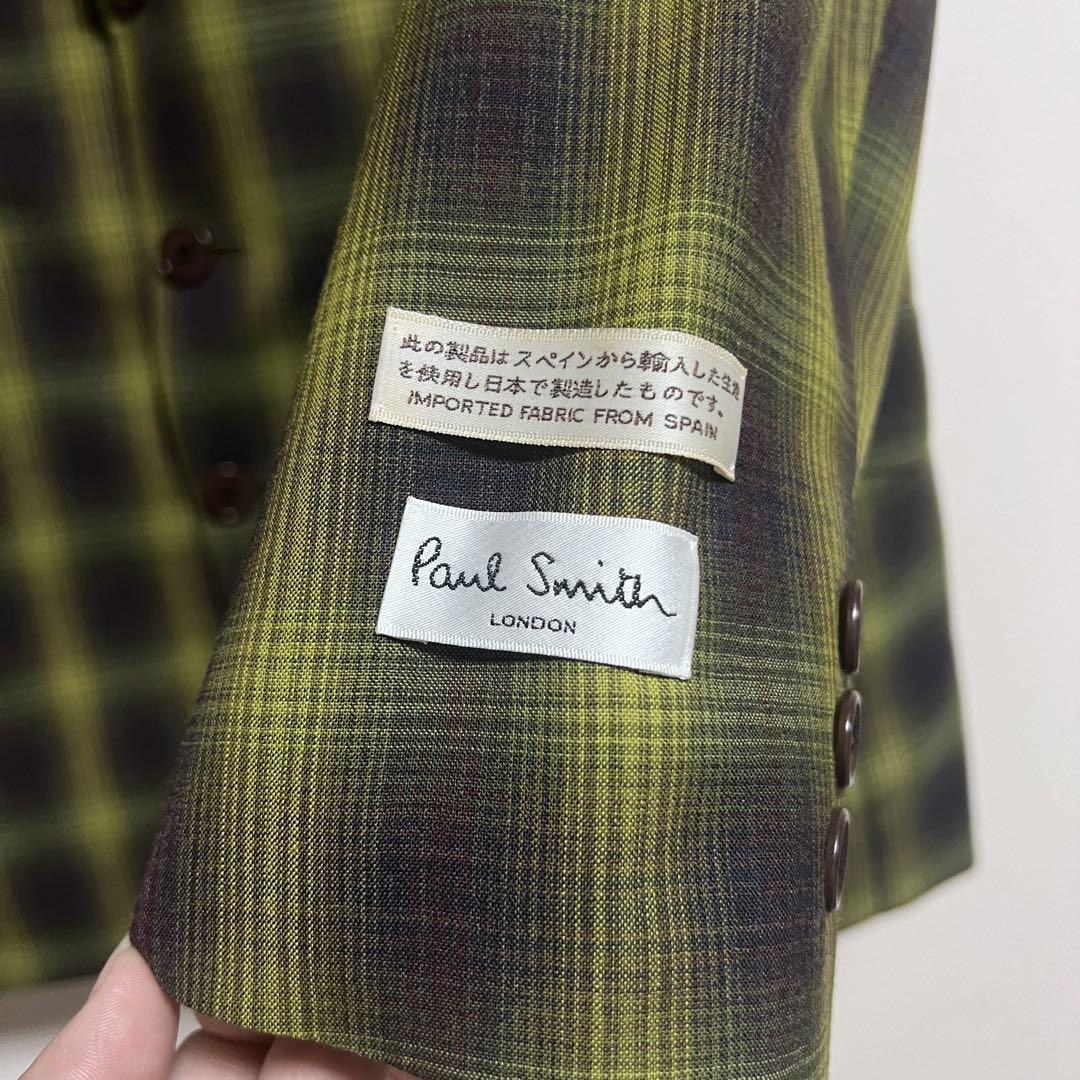 此の製品はスペインから輸入した生地
を使用し日本で製造したものです。
IMPORTED FABRIC FROM SPAIN
Paul Smith
LONDON